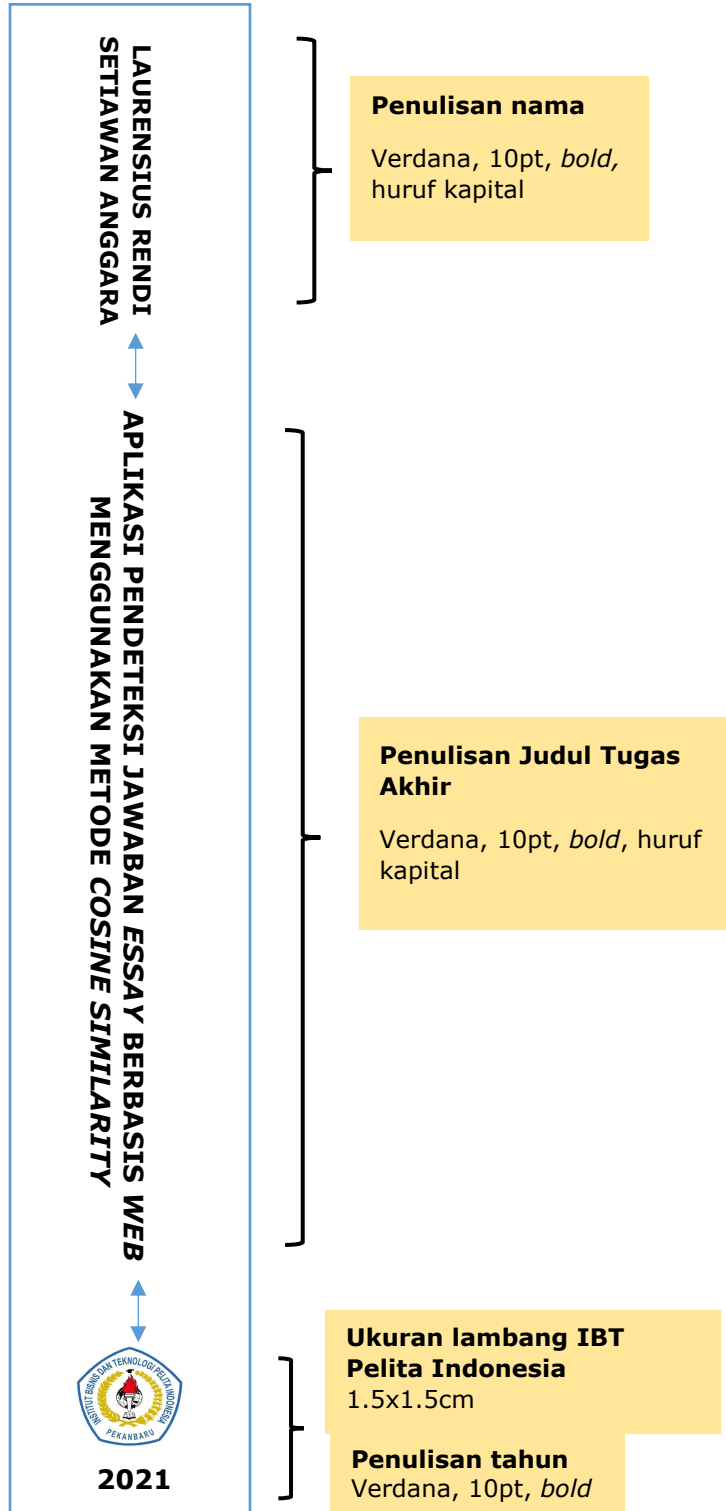 LAURENSIUS RENDI
SETIAWAN ANGGARA
Penulisan nama
Verdana, 10pt, bold,
huruf kapital
APLIKASI PENDETEKSI JAWABAN ESSAY BERBASIS WEB
MENGGUNAKAN METODE COSINE SIMILARITY
Penulisan Judul Tugas
Akhir
Verdana, 10pt, bold, huruf
kapital
INSTITUT BISNIS DAN TEKNOLOGI PELITA INDONESIA
PEKANBARU
2021
Ukuran lambang IBT
Pelita Indonesia
1.5x1.5cm
Penulisan tahun
Verdana, 10pt, bold